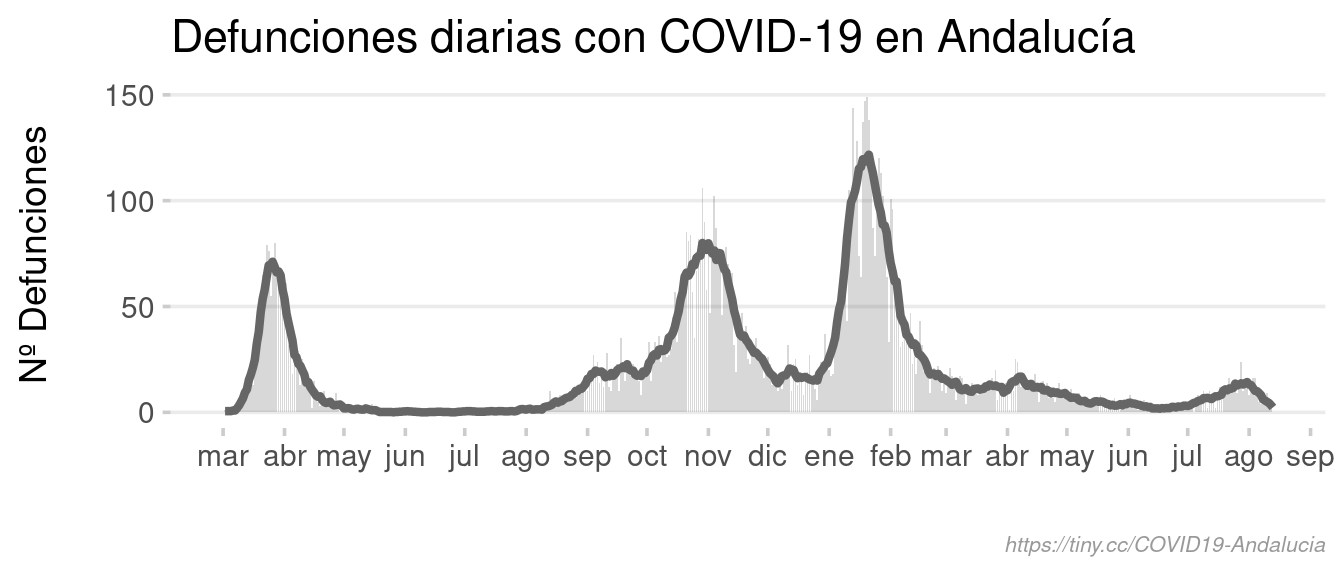 Defunciones diarias con COVID-19 en Andalucía
Nº Defunciones
150
100
50
0
mar abr may jun jul ago sep oct nov dic ene feb mar abr may jun jul ago sep
https://tiny.cc/COVID19-Andalucia